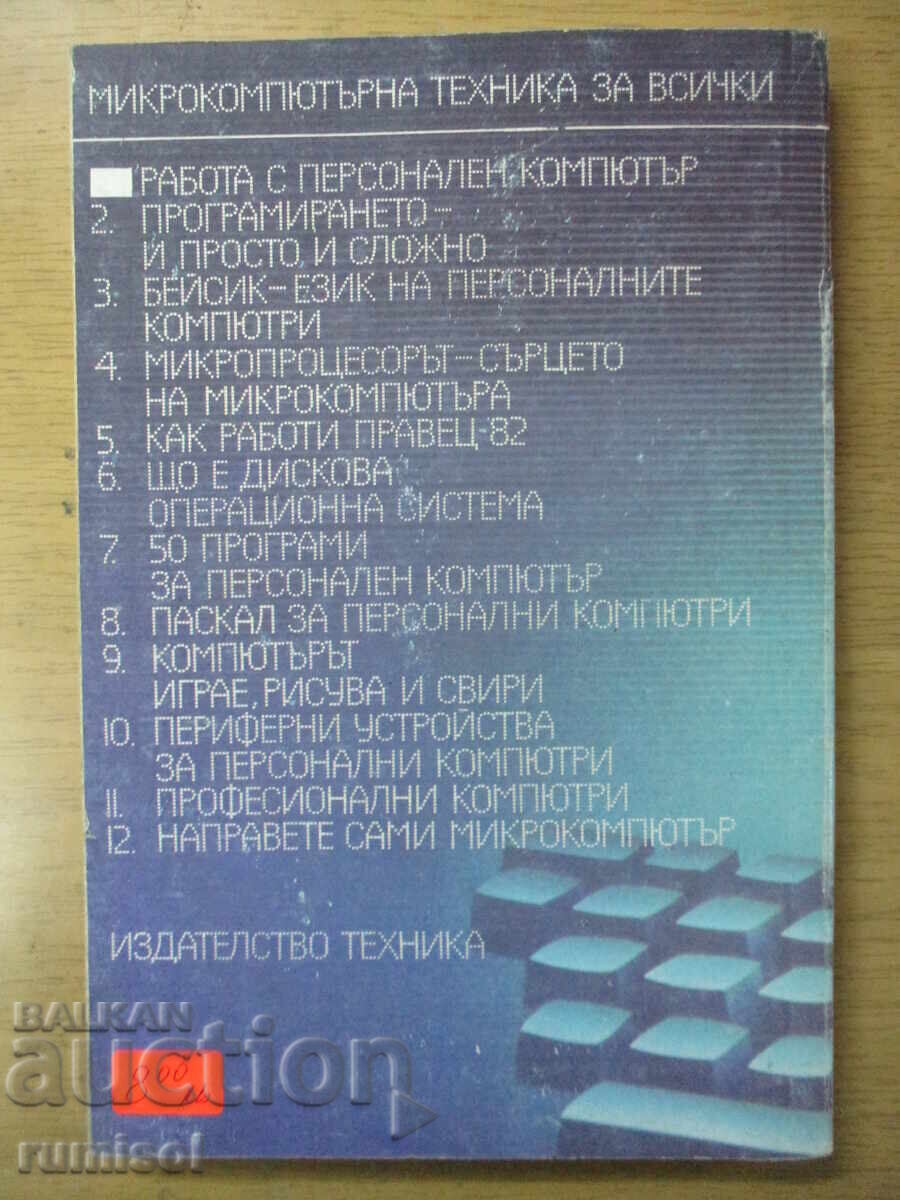 МИКРОКОМПЮТЪРНА ТЕХНИКА ЗА ВСИЧКИ
РАБОТА С ПЕРСОНАЛЕН КОМПЮТЪР
2. ПРОГРАМИРАНЕТО–
И ПРОСТО, И СЛОЖНО
3. БЕЙСИК–ЕЗИК НА ПЕРСОНАЛНИТЕ
КОМПЮТРИ
4. МИКРОПРОЦЕСОРЪТ–СЪРЦЕТО
НА МИКРОКОМПЮТЪРА
5. КАК РАБОТИ ПРАВЕЦ-82
6. ЩО Е ДИСКОВА
ОПЕРАЦИОННА СИСТЕМА
7. 50 ПРОГРАМИ
ЗА ПЕРСОНАЛЕН КОМПЮТЪР
8. ПАСКАЛ ЗА ПЕРСОНАЛНИ КОМПЮТРИ
9. КОМПЮТЪРЪТ
ИГРАЕ, РИСУВА И СВИРИ
10. ПЕРИФЕРНИ УСТРОЙСТВА
ЗА ПЕРСОНАЛНИ КОМПЮТРИ
11. ПРОФЕСИОНАЛНИ КОМПЮТРИ
12. НАПРАВЕТЕ САМИ МИКРОКОМПЮТЪР
ИЗДАТЕЛСТВО ТЕХНИКА
BALKAN
auction
800
rumisol